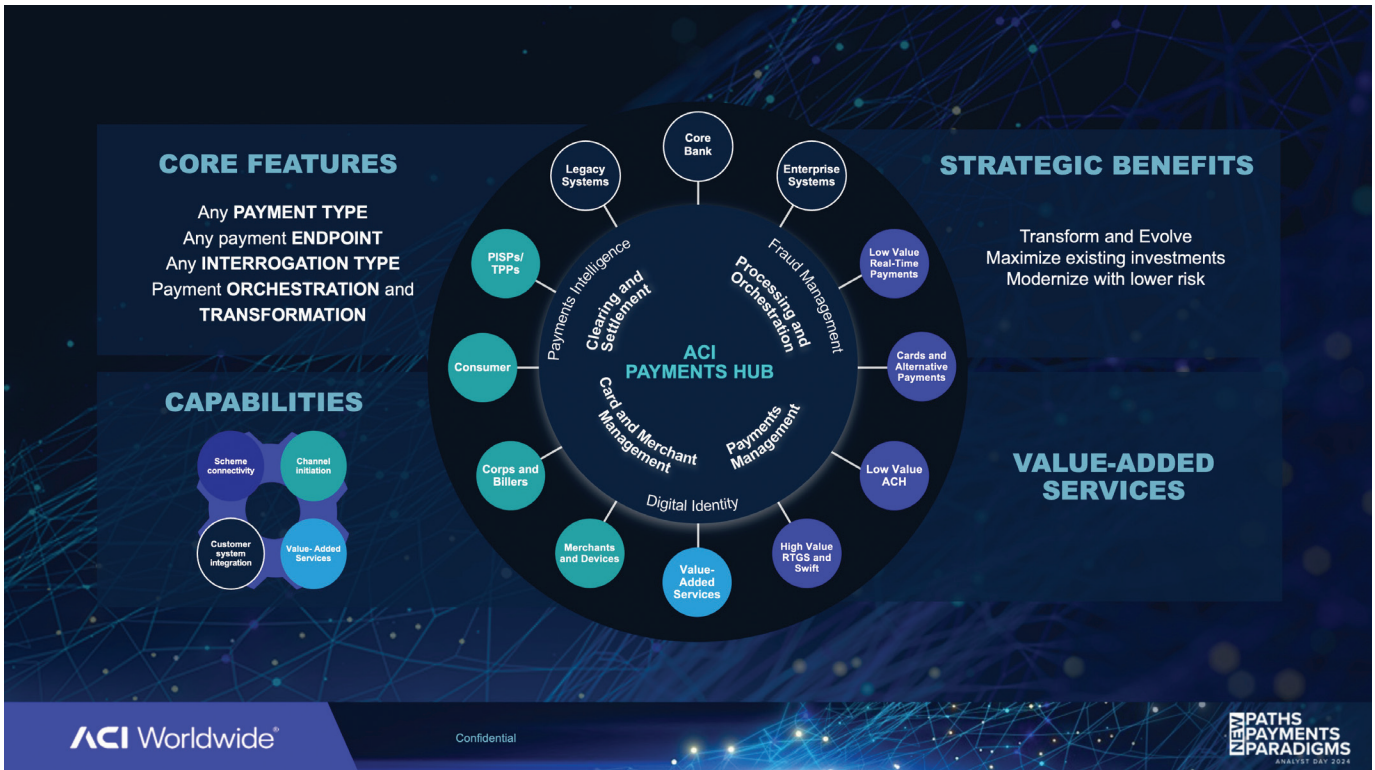 CORE FEATURES
Any PAYMENT TYPE
Any payment ENDPOINT
Any INTERROGATION TYPE
Payment ORCHESTRATION and
TRANSFORMATION
CAPABILITIES
Scheme
connectivity
Channel
initiation
Customer
system
integration
Value- Added
Services
Core
Bank
Legacy
Systems
Enterprise
Systems
PISPs/
TPPs
Low Value
Real-Time
Payments
Consumer
Cards and
Alternative
Payments
Corps and
Billers
Low Value
ACH
Merchants
and Devices
Value-
Added
Services
High Value
RTGS and
Swift
Payments Intelligence
Fraud Management
Digital Identity
Clearing and
Settlement
Processing and
Orchestration
ACI
PAYMENTS HUB
Card and Merchant
Management
Payments
Management
STRATEGIC BENEFITS
Transform and Evolve
Maximize existing investments
Modernize with lower risk
VALUE-ADDED
SERVICES
ACI Worldwide®
Confidential
NEW
PATHS
PAYMENTS
PARADIGMS
ANALYST DAY 2024